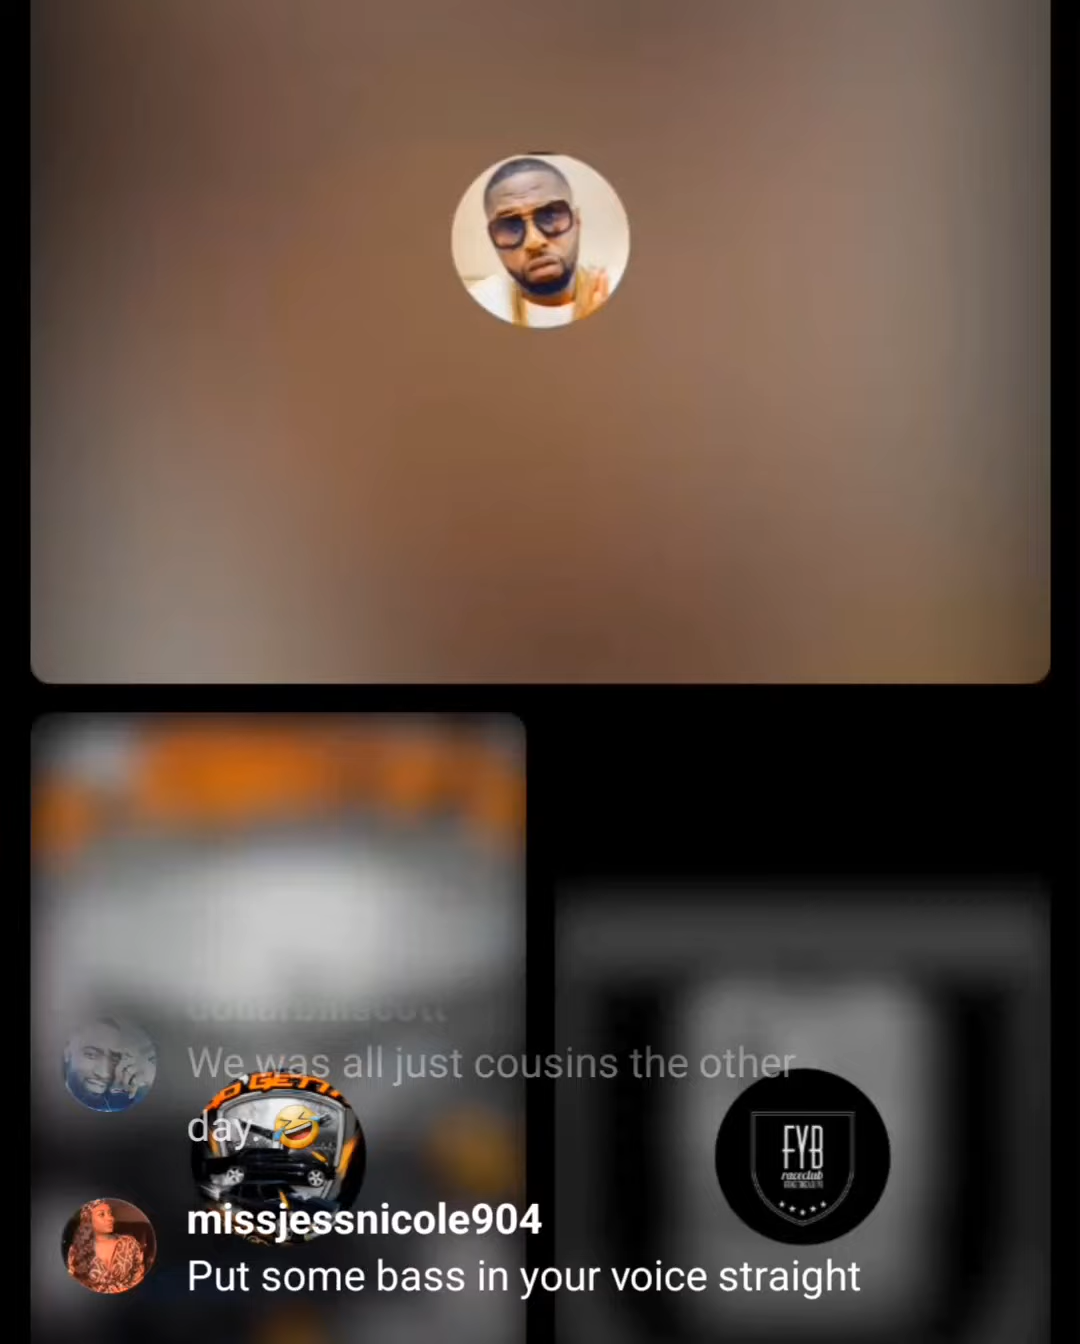 We was all just cousins the other
day. 🤣
FYB
raceclub
missjessnicole904
Put some bass in your voice straight